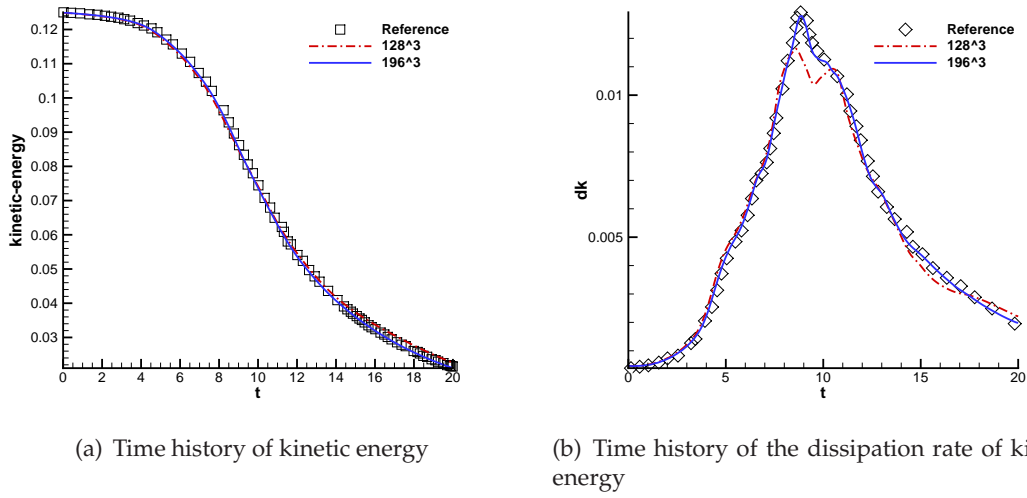 0.12
0.11
0.1
0.09
0.08
0.07
0.06
0.05
0.04
0.03
kinetic-energy
0 2 4 6 8 10 12 14 16 18 20
t
Reference
128^3
196^3
(a) Time history of kinetic energy
0.01
0.005
dk
0 5 10 15 20
t
Reference
128^3
196^3
(b) Time history of the dissipation rate of ki
energy